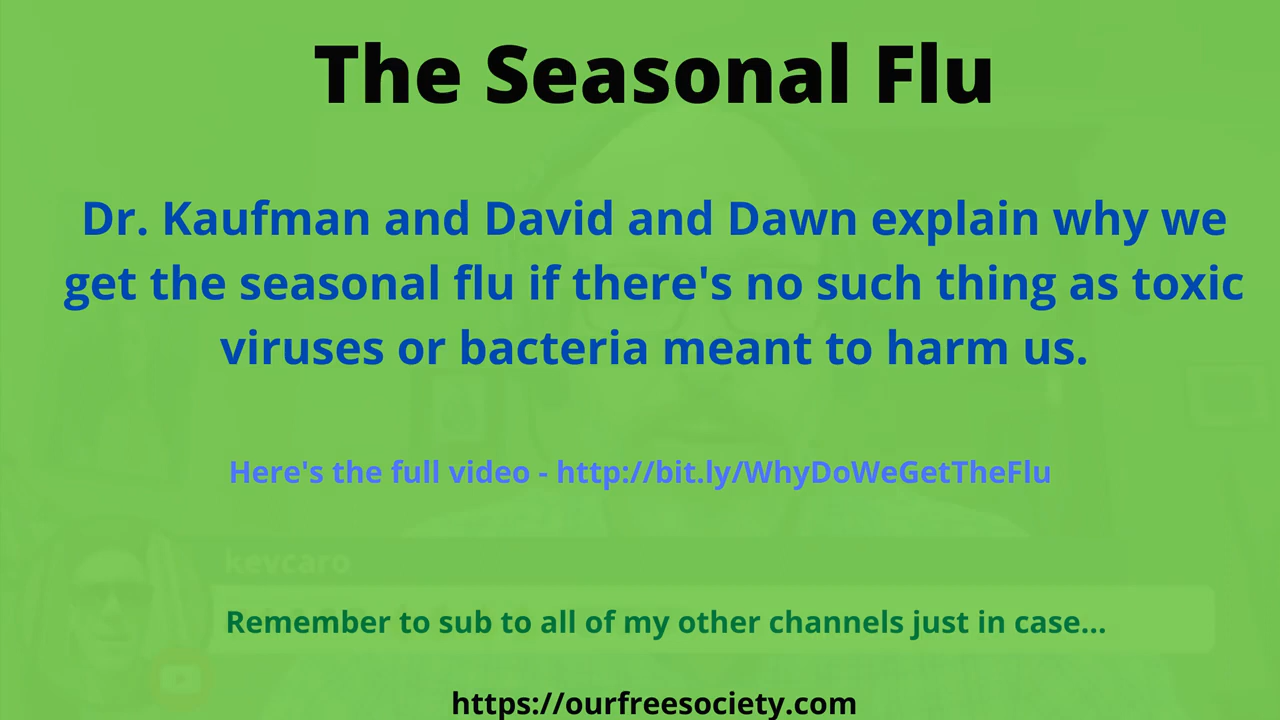 The Seasonal Flu
Dr. Kaufman and David and Dawn explain why we
get the seasonal flu if there's no such thing as toxic
viruses or bacteria meant to harm us.
Here's the full video - http://bit.ly/WhyDoWeGetTheFlu
kevcaro
Remember to sub to all of my other channels just in case...
https://ourfreesociety.com